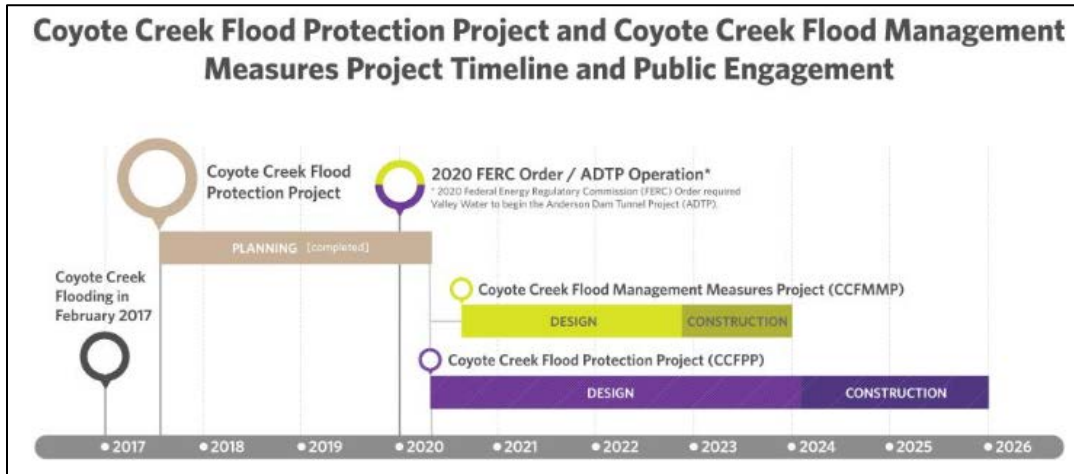 Coyote Creek Flood Protection Project and Coyote Creek Flood Management
Measures Project Timeline and Public Engagement
Coyote Creek Flood
Protection Project
2020 FERC Order / ADTP Operation*
* 2020 Federal Energy Regulatory Commission (FERC) Order required
Valley Water to begin the Anderson Dam Tunnel Project (ADTP).
PLANNING [completed]
Coyote Creek
Flooding in
February 2017
Coyote Creek Flood Management Measures Project (CCFMMP)
DESIGN
CONSTRUCTION
Coyote Creek Flood Protection Project (CCFPP)
DESIGN
CONSTRUCTION
2017
2018
2019
2020
2021
2022
2023
2024
2025
2026